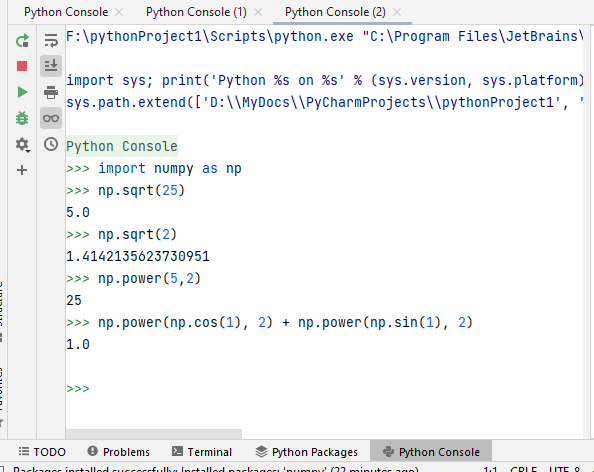 Python Console × Python Console (1) × Python Console (2) ×
F:\pythonProject1\Scripts\python.exe "C:\Program Files\JetBrains\
import sys; print('Python %s on %s' % (sys.version, sys.platform)
sys.path.extend(['D:\\MyDocs\\PyCharmProjects\\pythonProject1', '
Python Console
>>> import numpy as np
>>> np.sqrt(25)
5.0
>>> np.sqrt(2)
1.4142135623730951
>>> np.power(5,2)
25
>>> np.power(np.cos(1), 2) + np.power(np.sin(1), 2)
1.0
>>>
TODO Problems Terminal Python Packages Python Console
Packages installed successfully: Installed packages: 'numpy' (22 minutes ago) 1:1 CRLF UTF-8